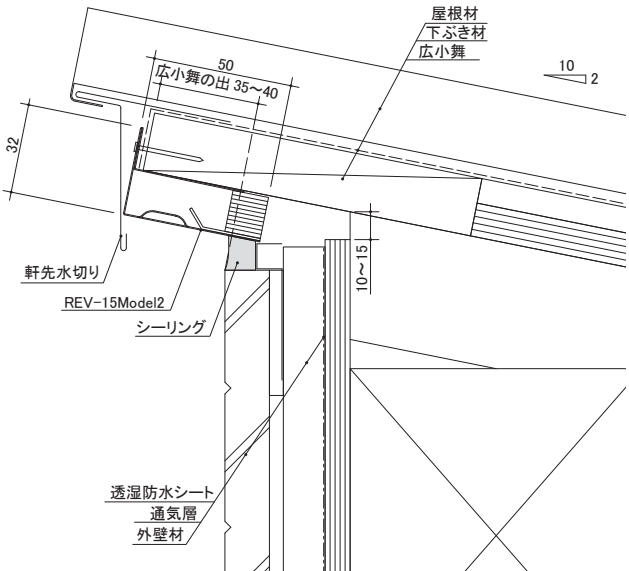 屋根材
下ぶき材
広小舞
50
広小舞の出 35～40
10
2
32
10～15
軒先水切り
REV-15Model2
シーリング
透湿防水シート
通気層
外壁材